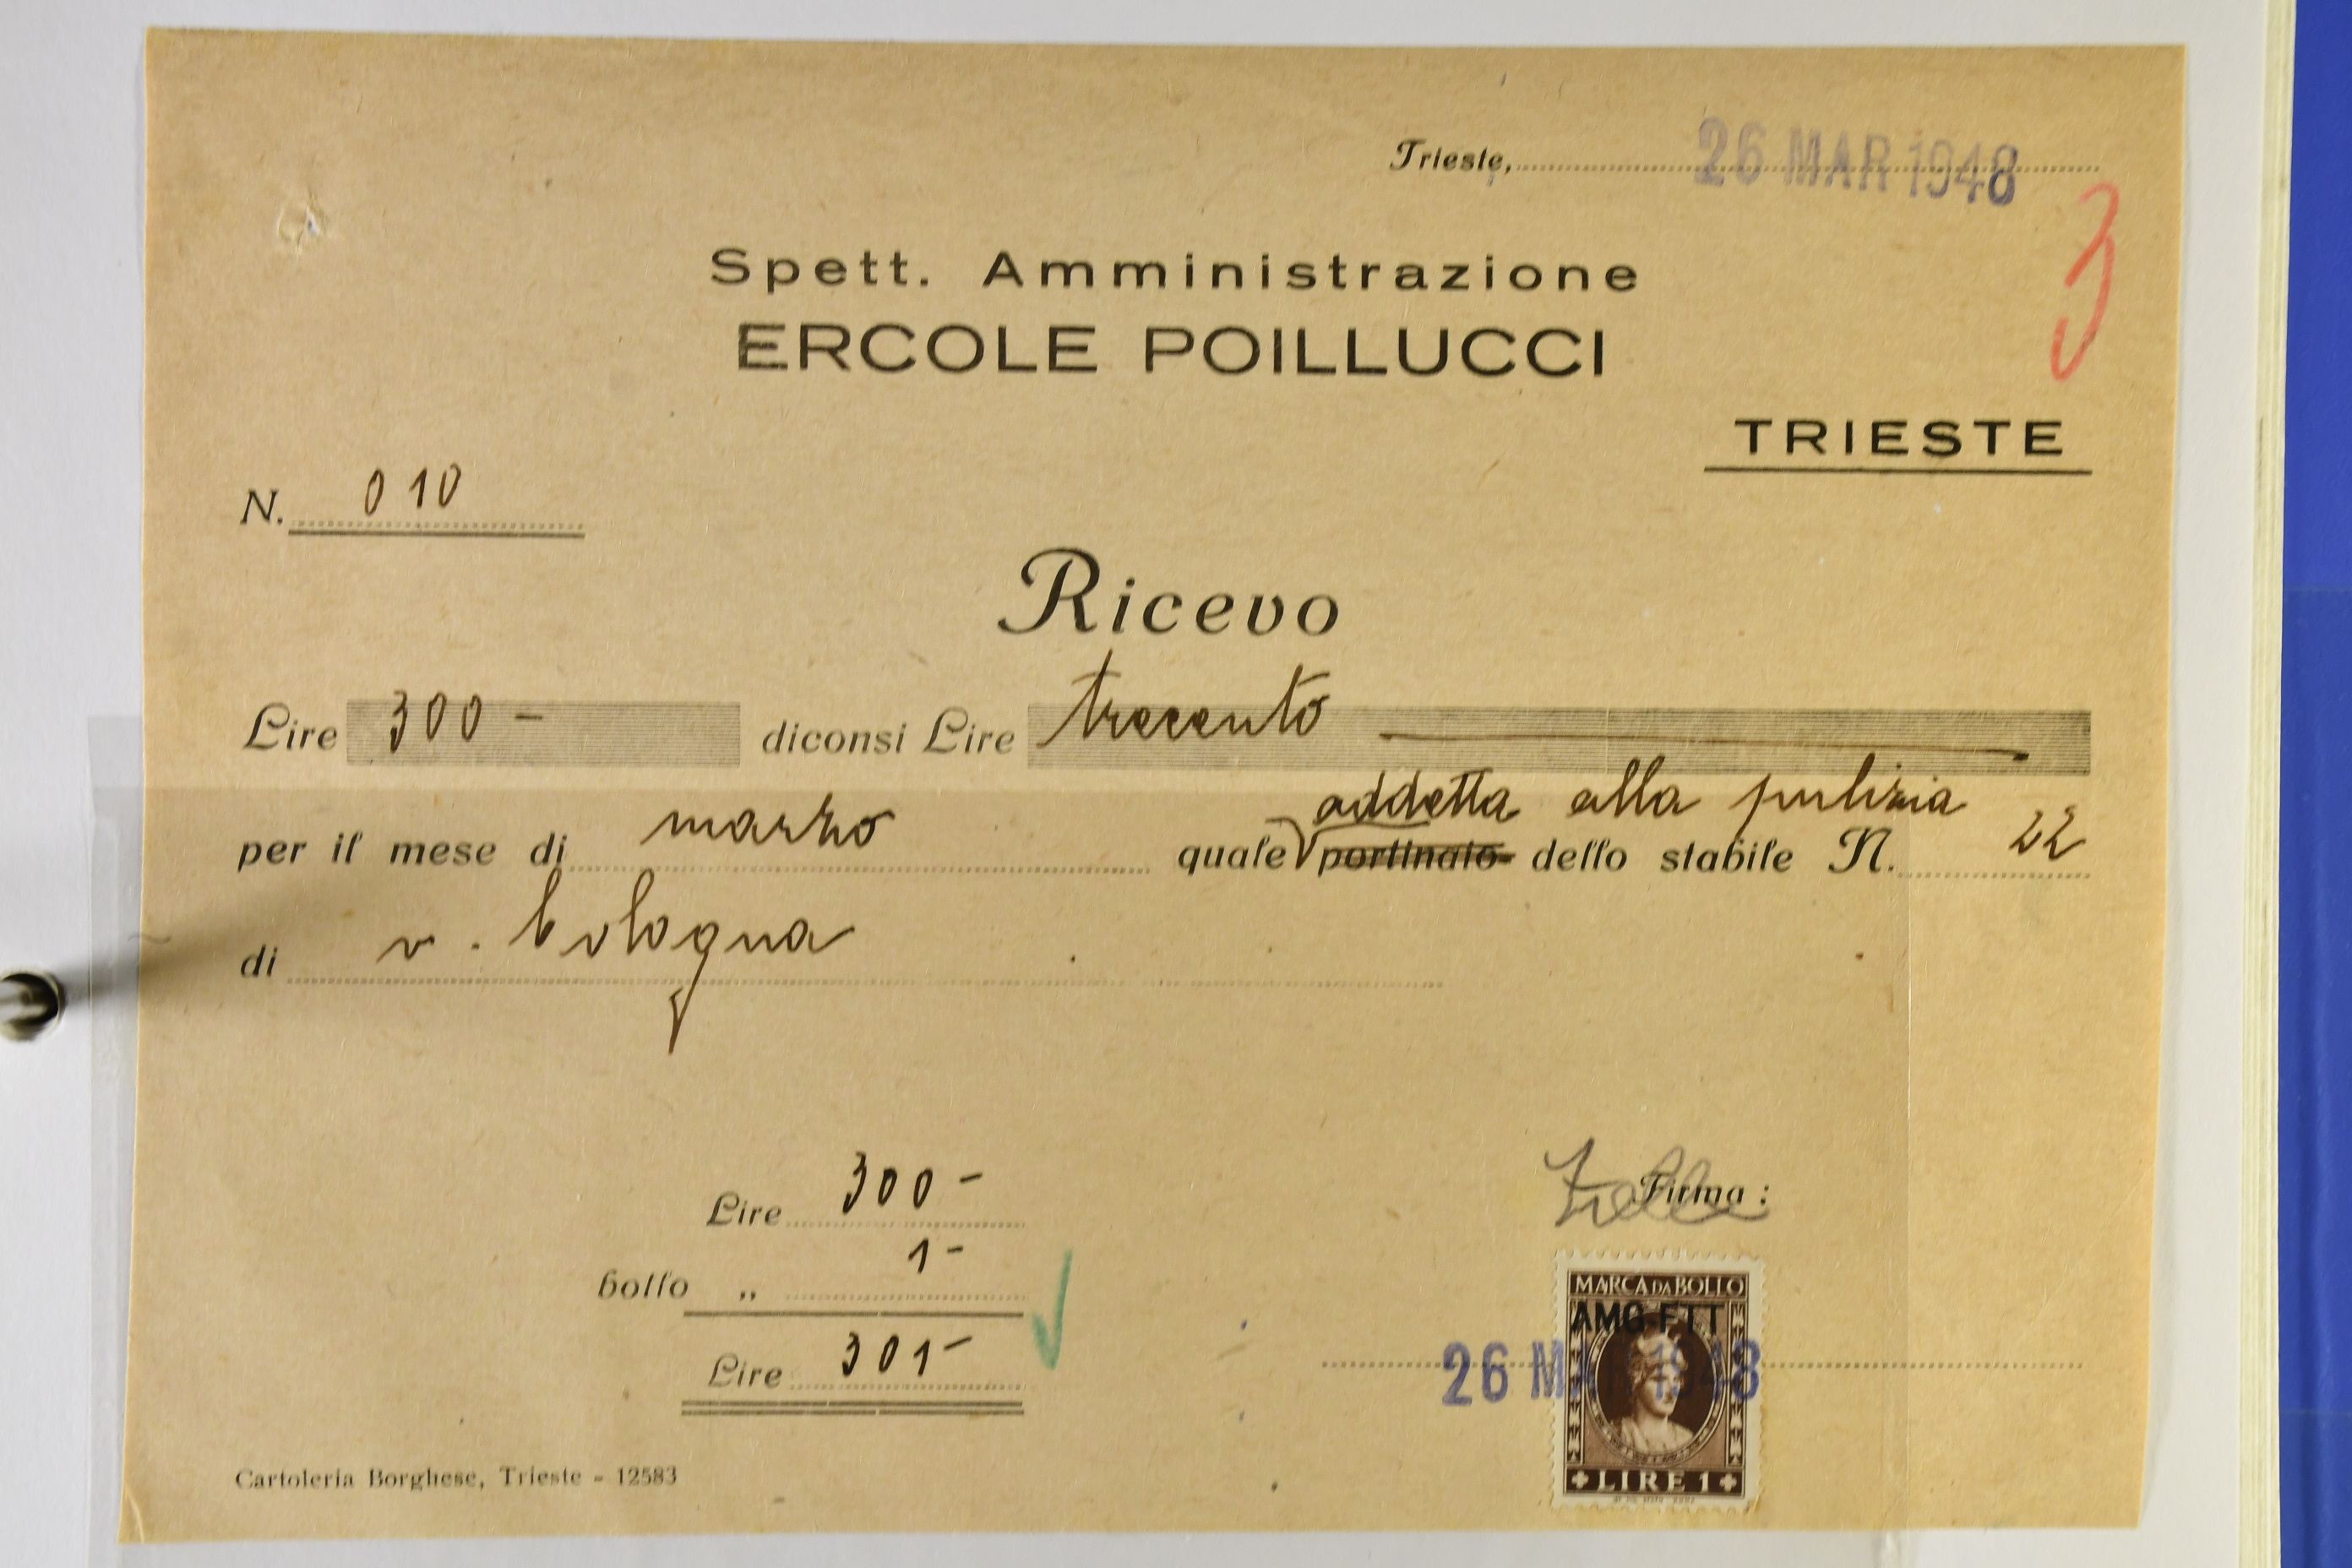 Trieste, 26 MAR 1948
3
Spett. Amministrazione
ERCOLE POILLUCCI
TRIESTE
N. 010
Ricevo
Lire 300 - diconsi Lire trecento
addetta alla pulizia
per il mese di marzo quale portinaio dello stabile N. 22
di v. bologna
Lire 300 -
bollo „ 1 -
Lire 301 -
Firma :
MARCA DA BOLLO
AMG-FTT
26 MAR 1948
LIRE 1
Cartoleria Borghese, Trieste - 12583